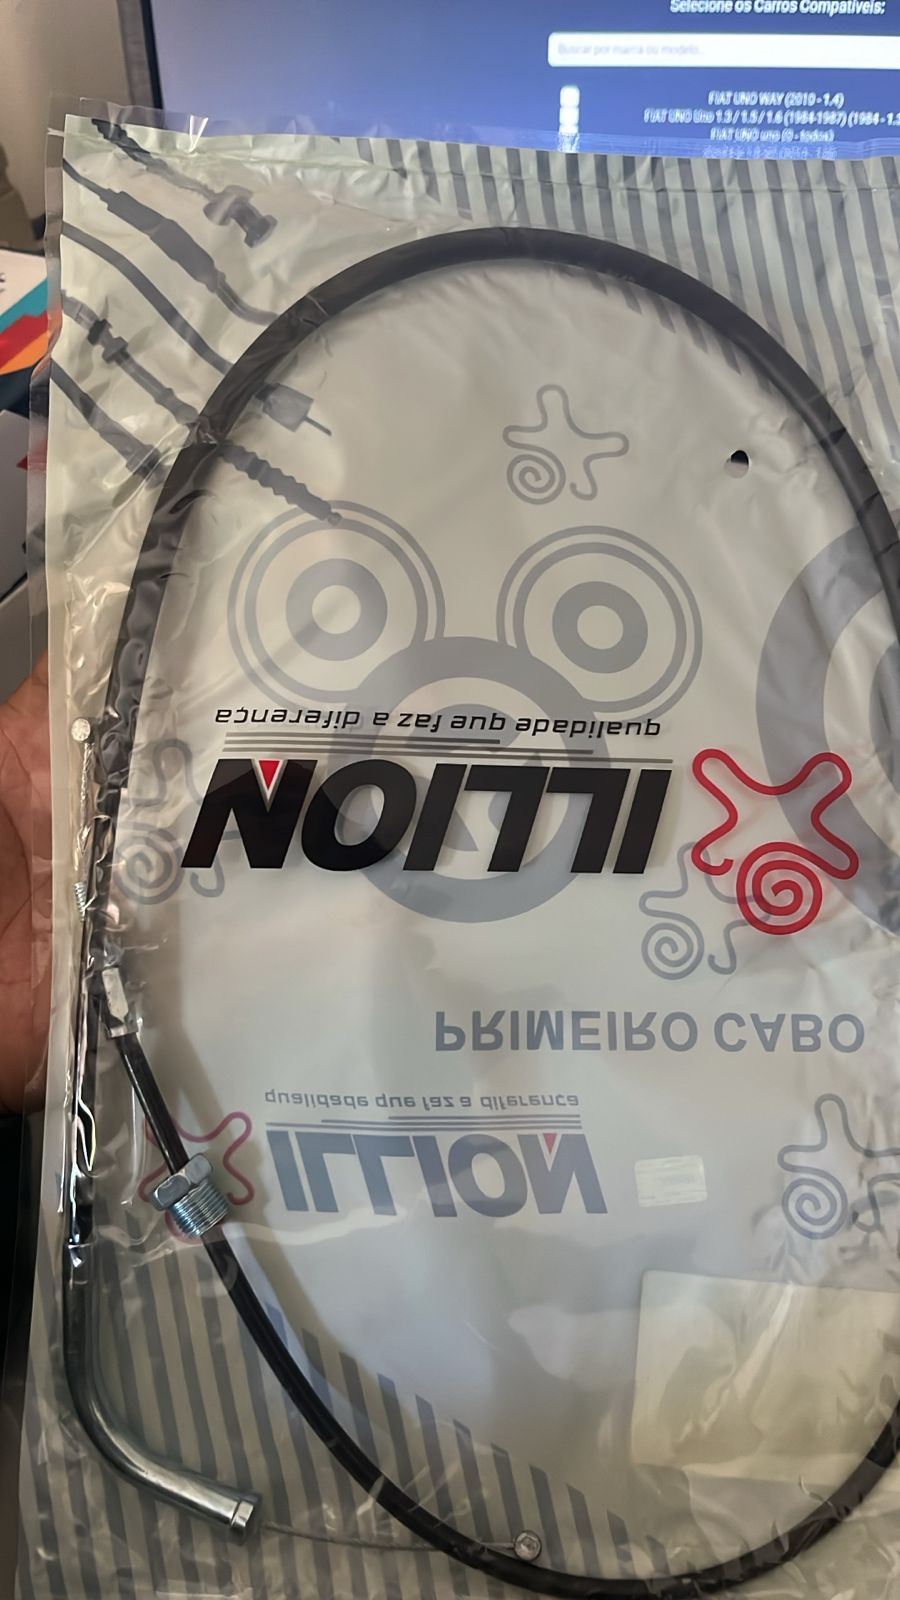 Selecione os Carros Compatíveis:
Buscar por marca ou modelo...
FIAT UNO WAY (2010 - 1.4)
FIAT UNO Uno 1.3 / 1.5 / 1.6 (1984-1987) (1984 - 1.3
FIAT UNO uno (0 - todos)
qualidade que faz a diferença
ILLION
PRIMEIRO CABO
qualidade que faz a diferença
ILLION